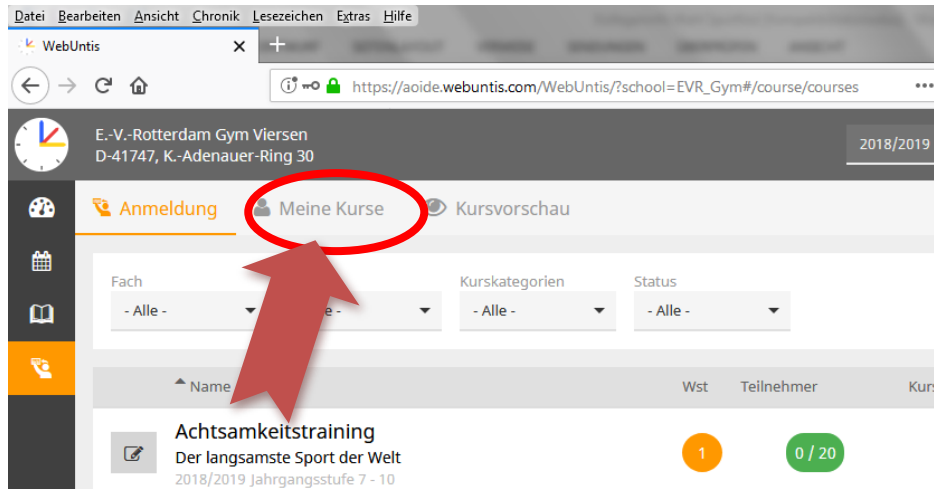 Datei Bearbeiten Ansicht Chronik Lesezeichen Extras Hilfe
WebUntis
https://aoide.webuntis.com/WebUntis/?school=EVR_Gym#/course/courses
E.-V.-Rotterdam Gym Viersen
D-41747, K.-Adenauer-Ring 30
2018/2019
Anmeldung Meine Kurse Kursvorschau
Fach Kurskategorien Status
- Alle - - Alle - - Alle -
Name Wst Teilnehmer
Achtsamkeitstraining
Der langsamste Sport der Welt 1 0 / 20
2018/2019 Jahrgangsstufe 7 - 10